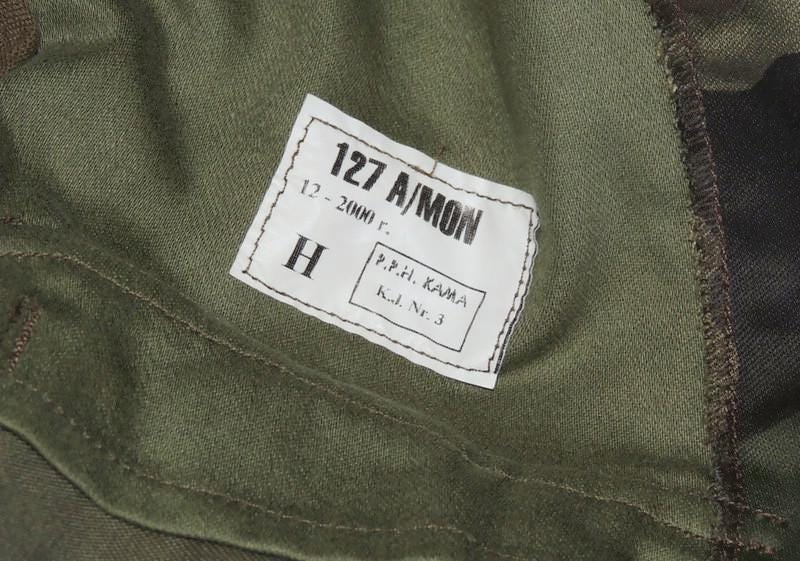 127 A/MON
12 - 2000 r.
H
P.P.H. KAMA
K.J. Nr. 3